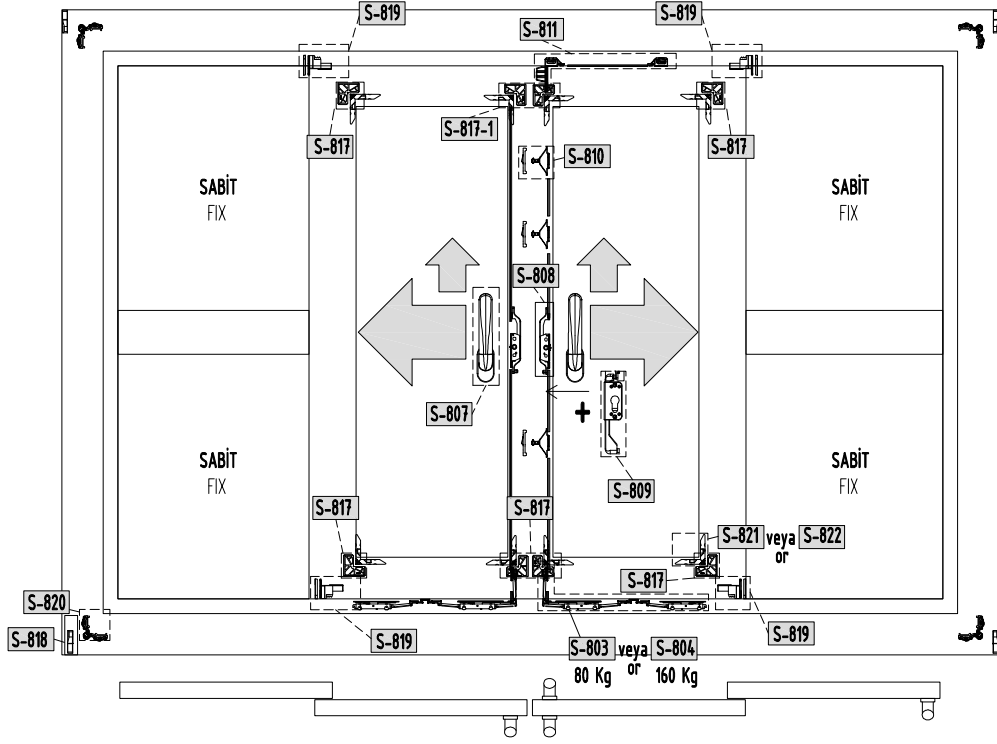 S-819
S-811
S-819
S-817
S-817-1
S-810
S-817
SABİT
FIX
SABİT
FIX
S-808
S-807
+
S-809
SABİT
FIX
SABİT
FIX
S-817
S-817
S-821 veya S-822
or
S-817
S-820
S-818
S-819
S-819
S-803 veya S-804
80 Kg or 160 Kg